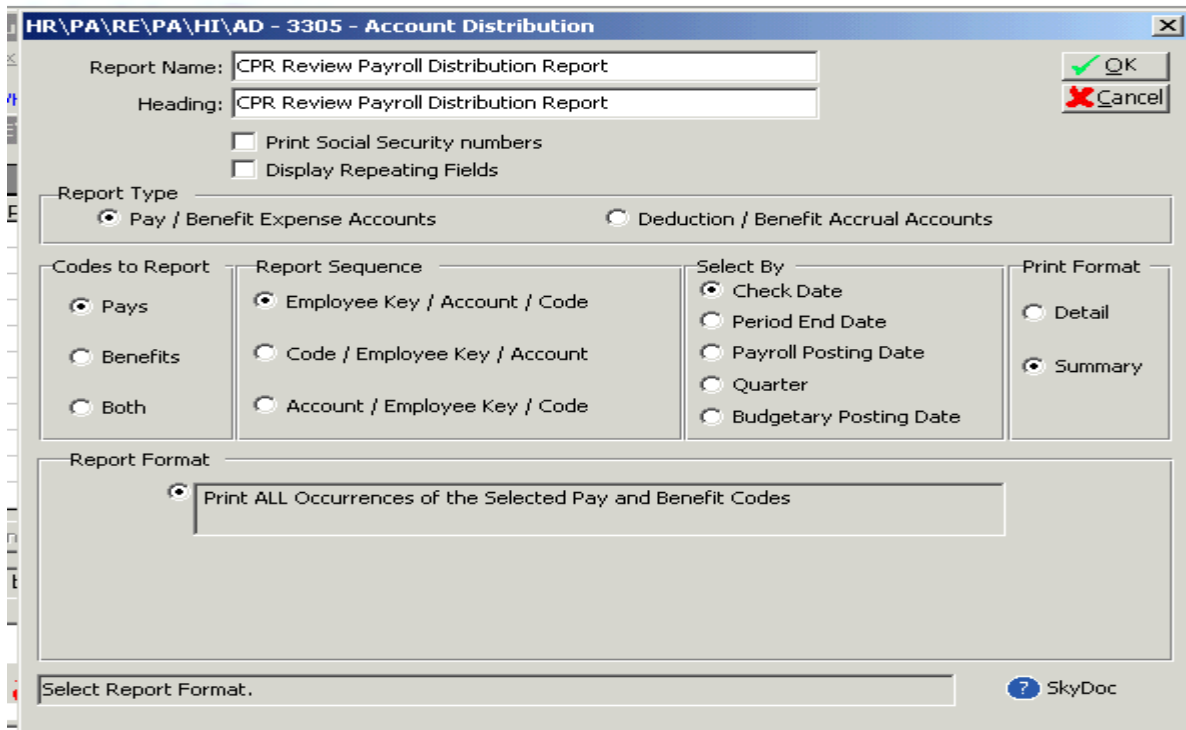 HR\PA\RE\PA\HI\AD - 3305 - Account Distribution
Report Name: CPR Review Payroll Distribution Report
OK
Heading: CPR Review Payroll Distribution Report
Cancel
Print Social Security numbers
Display Repeating Fields
Report Type
Pay / Benefit Expense Accounts
Deduction / Benefit Accrual Accounts
Codes to Report
Pays
Benefits
Both
Report Sequence
Employee Key / Account / Code
Code / Employee Key / Account
Account / Employee Key / Code
Select By
Check Date
Period End Date
Payroll Posting Date
Quarter
Budgetary Posting Date
Print Format
Detail
Summary
Report Format
Print ALL Occurrences of the Selected Pay and Benefit Codes
Select Report Format.
? SkyDoc